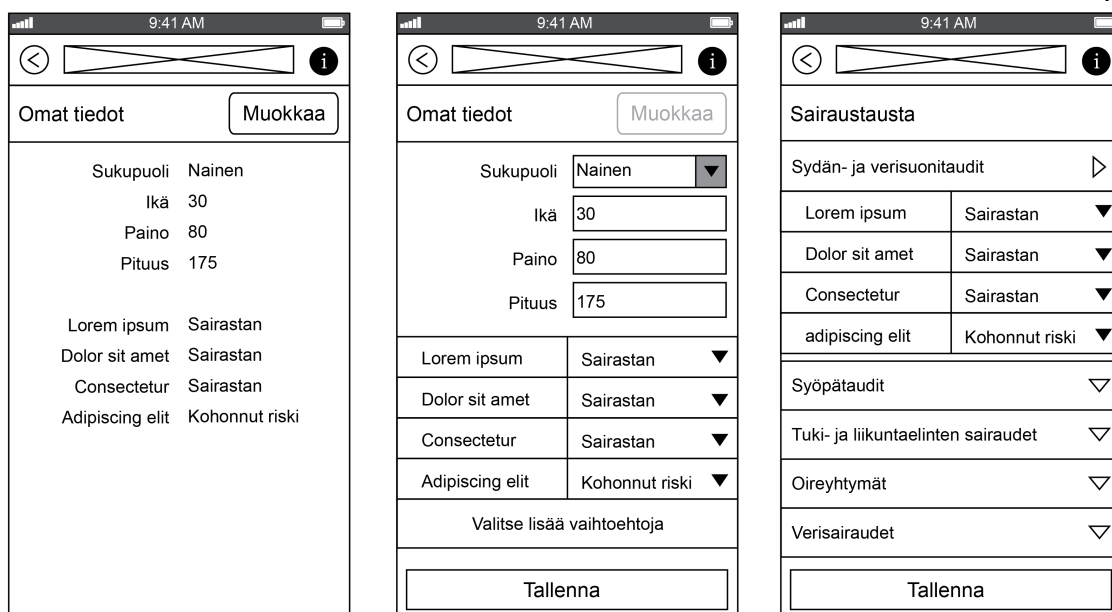 9:41 AM
i
Omat tiedot Muokkaa
Sukupuoli Nainen
Ikä 30
Paino 80
Pituus 175
Lorem ipsum Sairastan
Dolor sit amet Sairastan
Consectetur Sairastan
Adipiscing elit Kohonnut riski
9:41 AM
i
Omat tiedot Muokkaa
Sukupuoli Nainen
Ikä 30
Paino 80
Pituus 175
Lorem ipsum Sairastan
Dolor sit amet Sairastan
Consectetur Sairastan
Adipiscing elit Kohonnut riski
Valitse lisää vaihtoehtoja
Tallenna
9:41 AM
i
Sairaustausta
Sydän- ja verisuonitaudit
Lorem ipsum Sairastan
Dolor sit amet Sairastan
Consectetur Sairastan
adipiscing elit Kohonnut riski
Syöpätaudit
Tuki- ja liikuntaelinten sairaudet
Oireyhtymät
Verisairaudet
Tallenna